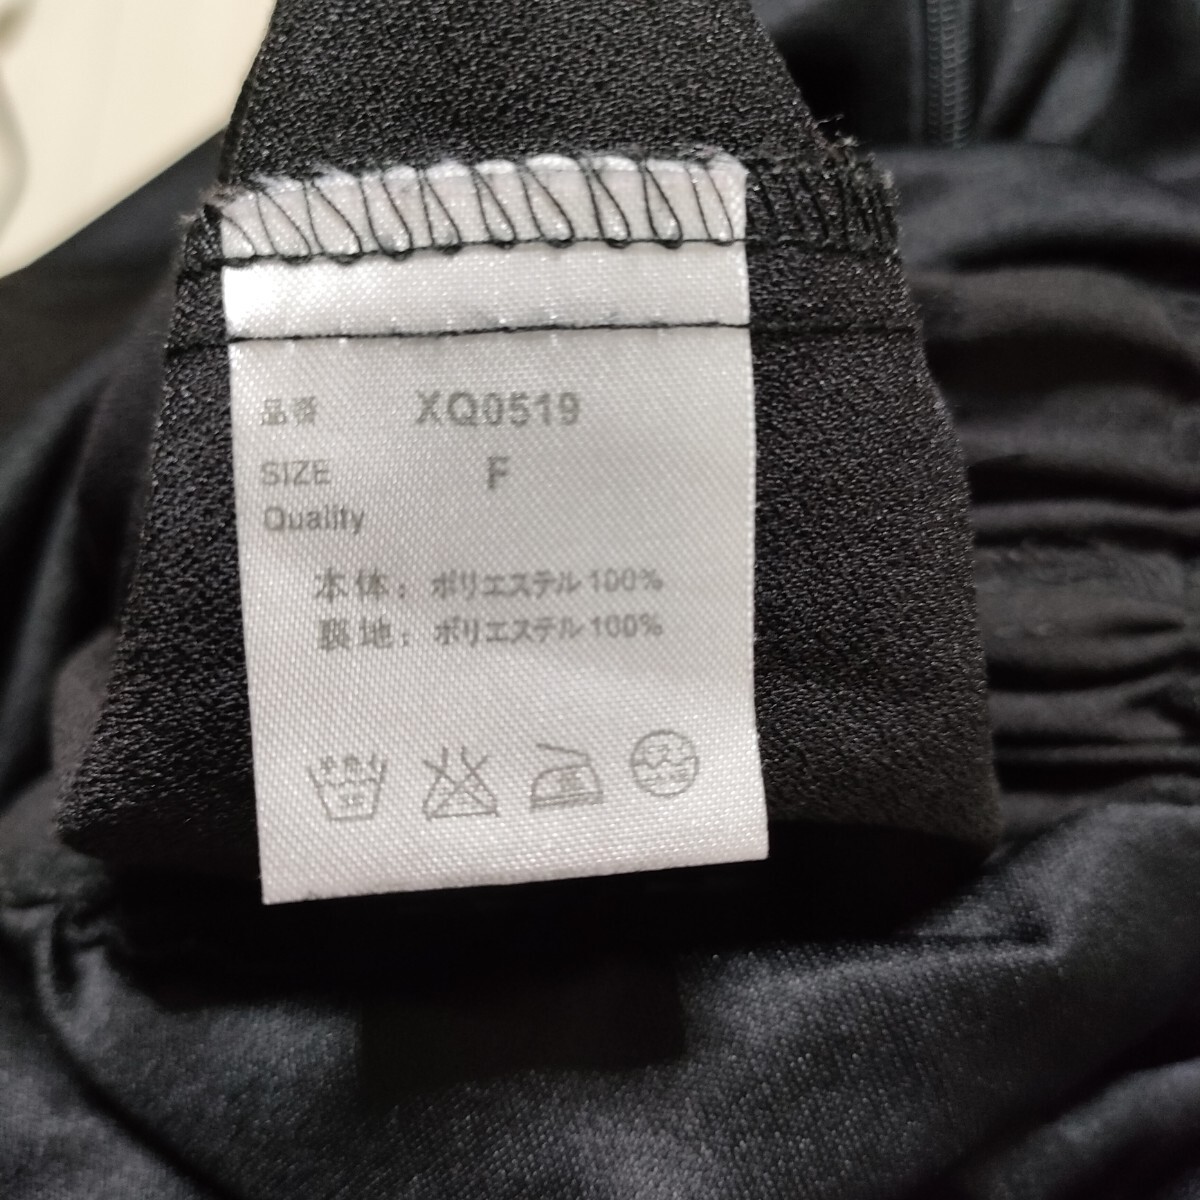 品番 XQ0519
SIZE F
Quality
本体: ポリエステル100%
裏地: ポリエステル100%